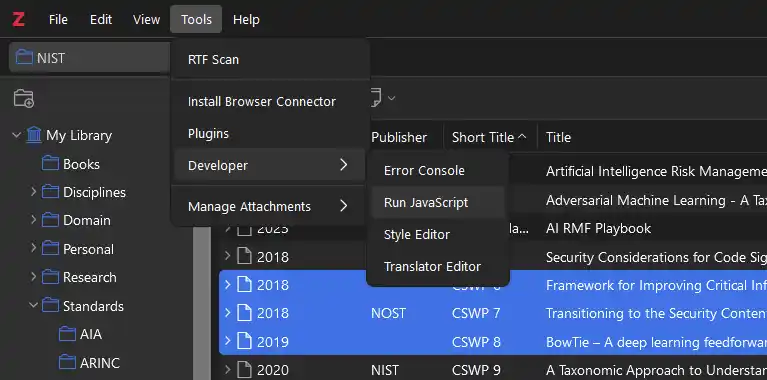 Z File Edit View Tools Help
NIST
RTF Scan
Install Browser Connector
Plugins
Developer
Manage Attachments
Error Console
Run JavaScript
Style Editor
Translator Editor
My Library
Books
Disciplines
Domain
Personal
Research
Standards
AIA
ARINC
Publisher Short Title Title
Artificial Intelligence Risk Manageme
Adversarial Machine Learning - A Ta
2023 la... AI RMF Playbook
2018 Security Considerations for Code Sig
2018 CSWP 6 Framework for Improving Critical Inf
2018 NOST CSWP 7 Transitioning to the Security Conten
2019 CSWP 8 BowTie – A deep learning feedforwar
2020 NIST CSWP 9 A Taxonomic Approach to Understan